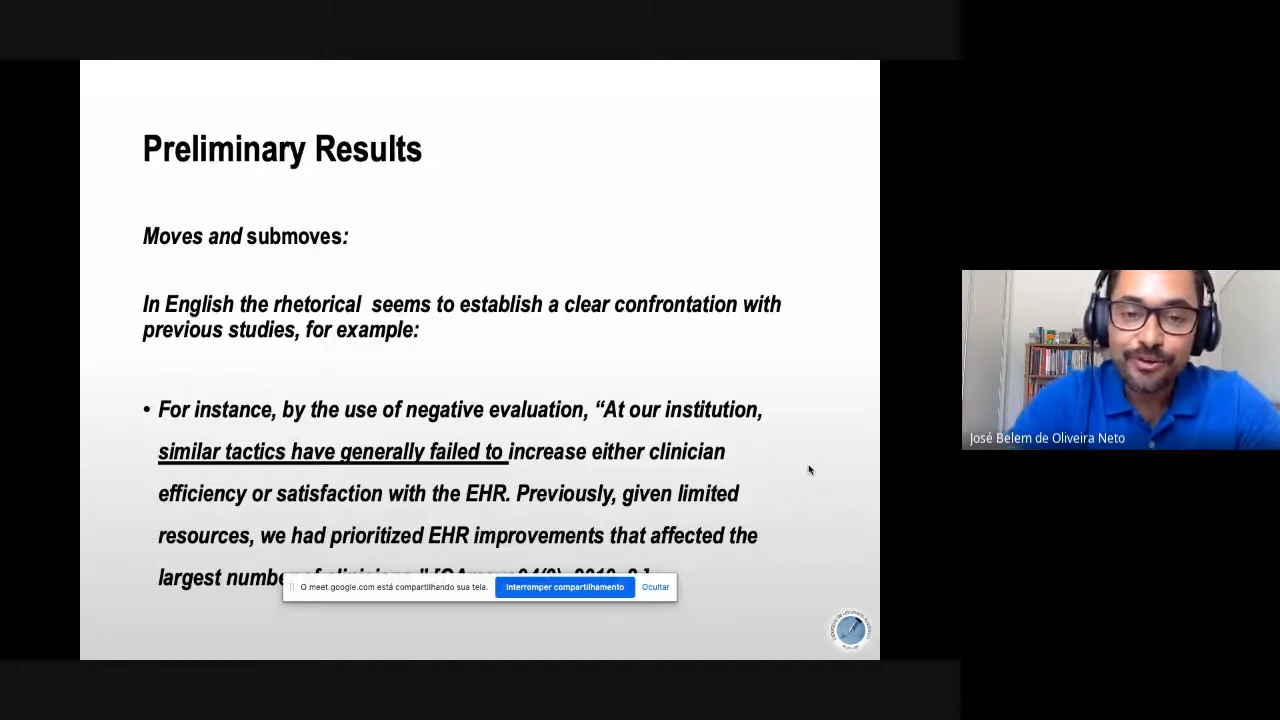 Preliminary Results
Moves and submoves:
In English the rhetorical seems to establish a clear confrontation with
previous studies, for example:
• For instance, by the use of negative evaluation, “At our institution,
similar tactics have generally failed to increase either clinician
efficiency or satisfaction with the EHR. Previously, given limited
resources, we had prioritized EHR improvements that affected the
largest
O meet.google.com está compartilhando sua tela. Interromper compartilhamento Ocultar
José Belem de Oliveira Neto